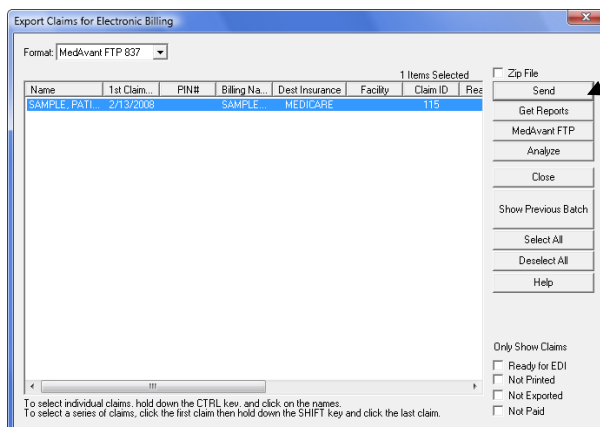 Export Claims for Electronic Billing
Format: MedAvant FTP 837
1 Items Selected
Zip File
Name 1st Claim... PIN# Billing Na... Dest Insurance Facility Claim ID Rea
SAMPLE, PATI... 2/13/2008 SAMPLE... MEDICARE 115
Send
Get Reports
MedAvant FTP
Analyze
Close
Show Previous Batch
Select All
Deselect All
Help
Only Show Claims
Ready for EDI
Not Printed
Not Exported
Not Paid
To select individual claims, hold down the CTRL key, and click on the names.
To select a series of claims, click the first claim then hold down the SHIFT key and click the last claim.